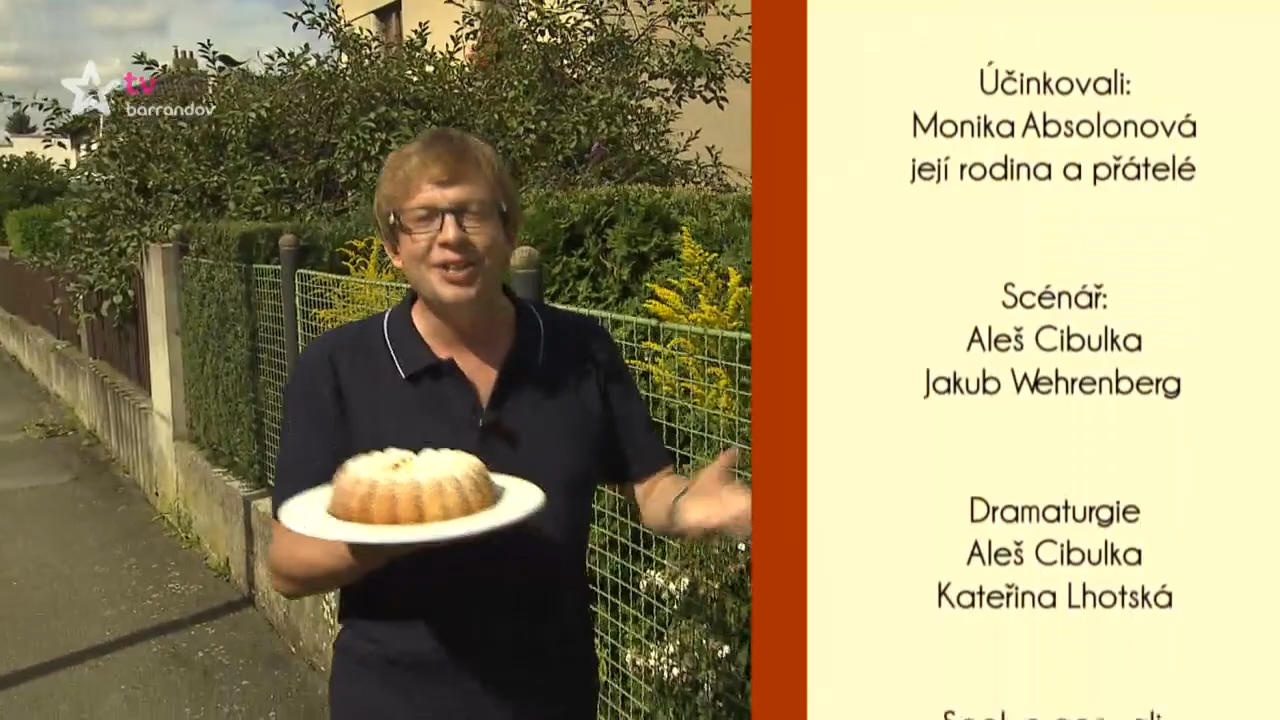 tv
barrandov
Účinkovali:
Monika Absolonová
její rodina a přátelé
Scénář:
Aleš Cibulka
Jakub Wehrenberg
Dramaturgie
Aleš Cibulka
Kateřina Lhotská